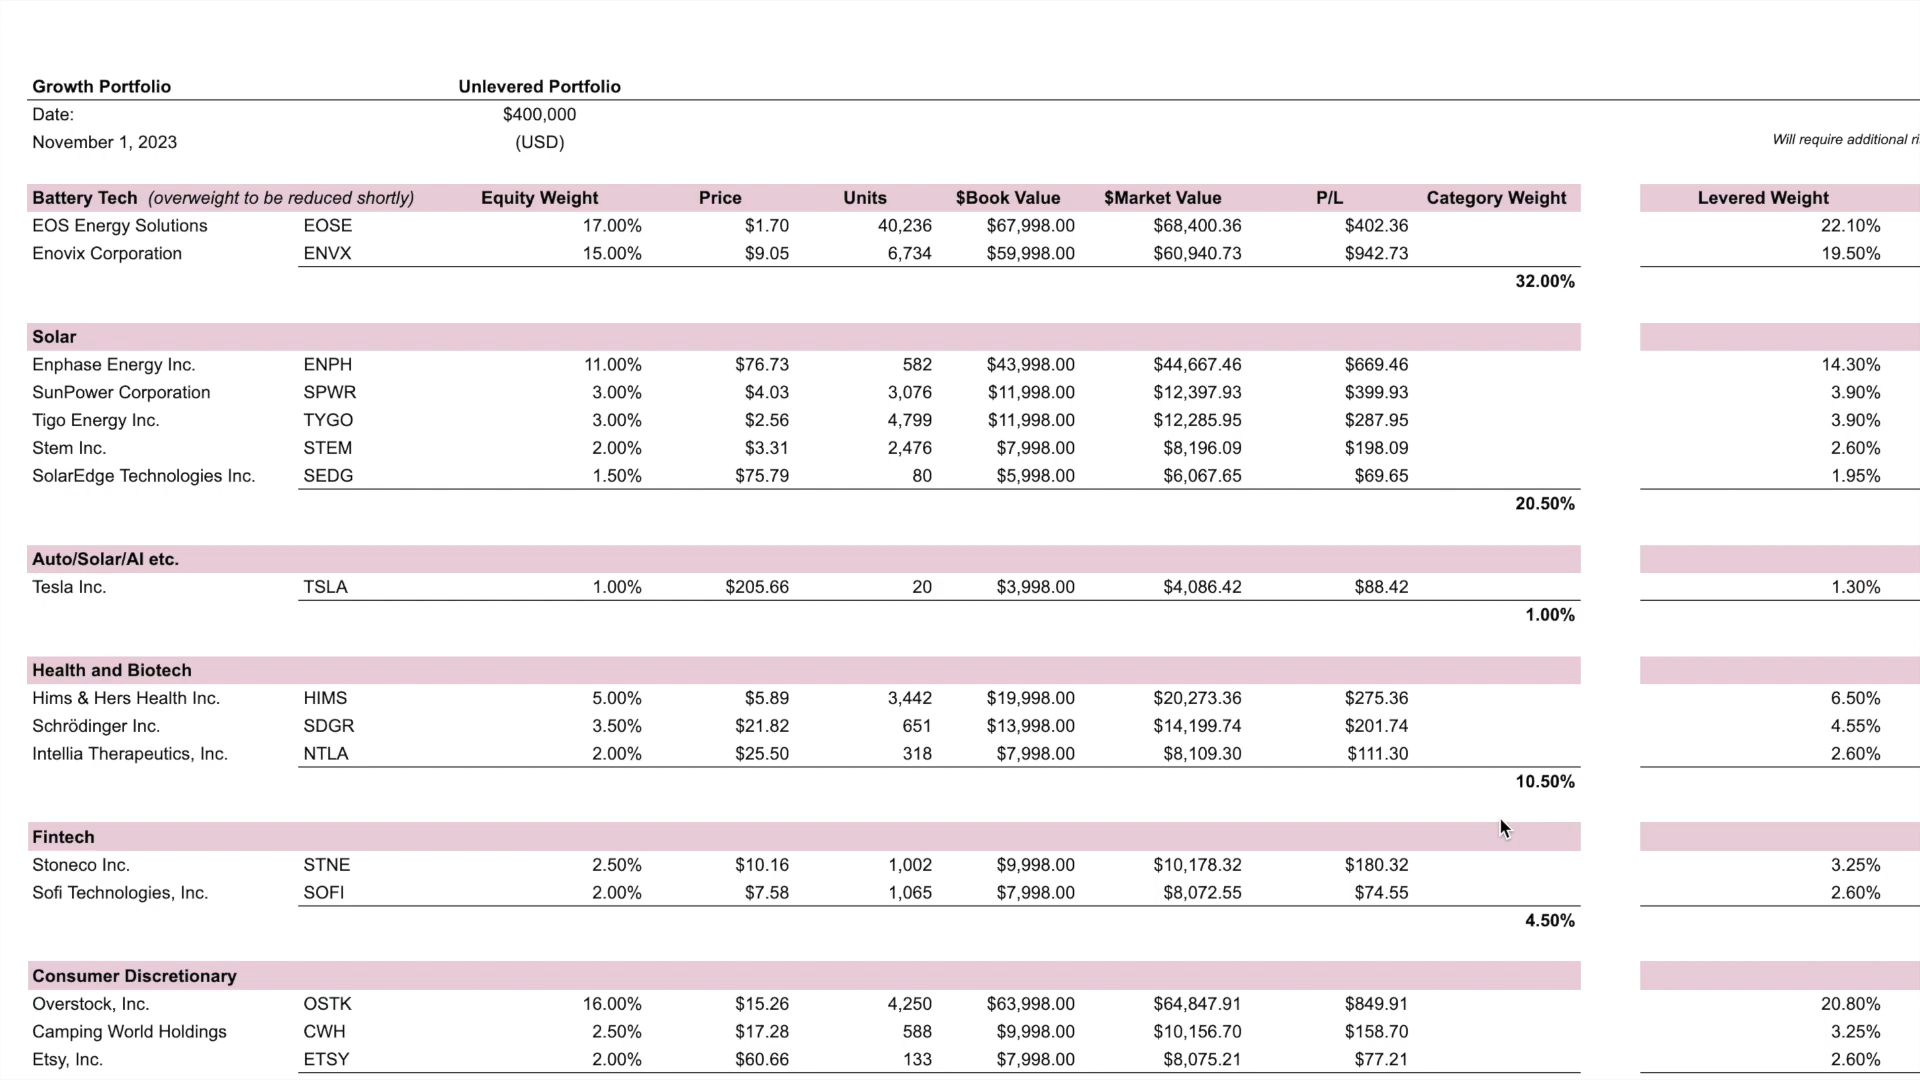 Growth Portfolio Unlevered Portfolio
Date: $400,000
November 1, 2023 (USD) Will require additional
Battery Tech (overweight to be reduced shortly) Equity Weight Price Units $Book Value $Market Value P/L Category Weight Levered Weight
EOS Energy Solutions EOSE 17.00% $1.70 40,236 $67,998.00 $68,400.36 $402.36 22.10%
Enovix Corporation ENVX 15.00% $9.05 6,734 $59,998.00 $60,940.73 $942.73 19.50%
32.00%
Solar
Enphase Energy Inc. ENPH 11.00% $76.73 582 $43,998.00 $44,667.46 $669.46 14.30%
SunPower Corporation SPWR 3.00% $4.03 3,076 $11,998.00 $12,397.93 $399.93 3.90%
Tigo Energy Inc. TYGO 3.00% $2.56 4,799 $11,998.00 $12,285.95 $287.95 3.90%
Stem Inc. STEM 2.00% $3.31 2,476 $7,998.00 $8,196.09 $198.09 2.60%
SolarEdge Technologies Inc. SEDG 1.50% $75.79 80 $5,998.00 $6,067.65 $69.65 1.95%
20.50%
Auto/Solar/AI etc.
Tesla Inc. TSLA 1.00% $205.66 20 $3,998.00 $4,086.42 $88.42 1.30%
1.00%
Health and Biotech
Hims & Hers Health Inc. HIMS 5.00% $5.89 3,442 $19,998.00 $20,273.36 $275.36 6.50%
Schrödinger Inc. SDGR 3.50% $21.82 651 $13,998.00 $14,199.74 $201.74 4.55%
Intellia Therapeutics, Inc. NTLA 2.00% $25.50 318 $7,998.00 $8,109.30 $111.30 2.60%
10.50%
Fintech
Stoneco Inc. STNE 2.50% $10.16 1,002 $9,998.00 $10,178.32 $180.32 3.25%
Sofi Technologies, Inc. SOFI 2.00% $7.58 1,065 $7,998.00 $8,072.55 $74.55 2.60%
4.50%
Consumer Discretionary
Overstock, Inc. OSTK 16.00% $15.26 4,250 $63,998.00 $64,847.91 $849.91 20.80%
Camping World Holdings CWH 2.50% $17.28 588 $9,998.00 $10,156.70 $158.70 3.25%
Etsy, Inc. ETSY 2.00% $60.66 133 $7,998.00 $8,075.21 $77.21 2.60%